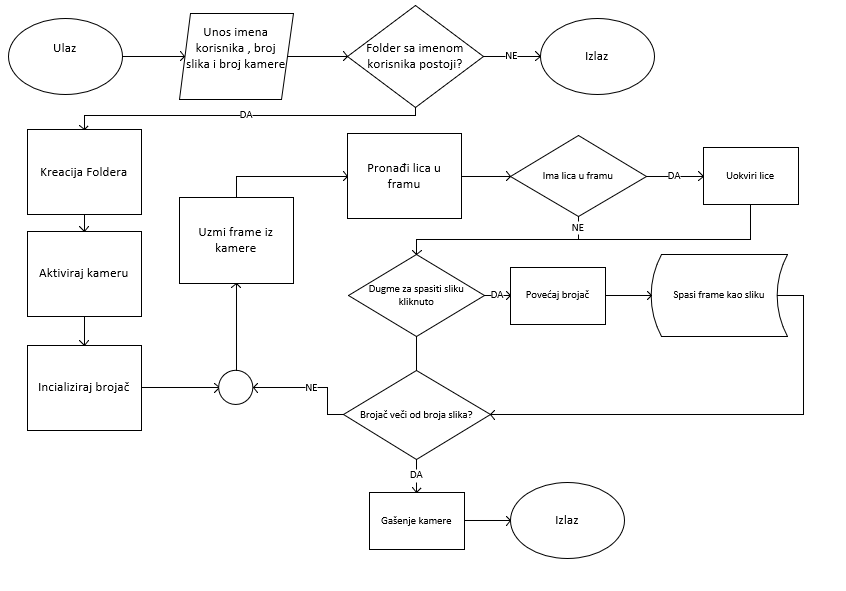 Ulaz
Unos imena
korisnika , broj
slika i broj kamere
Folder sa imenom
korisnika postoji?
NE
Izlaz
DA
Kreacija Foldera
Pronađi lica u
framu
Ima lica u framu
DA
Uokviri lice
NE
Uzmi frame iz
kamere
Aktiviraj kameru
Dugme za spasiti sliku
kliknuto
DA
Povećaj brojač
Spasi frame kao sliku
Incializiraj brojač
NE
Brojač veči od broja slika?
DA
Gašenje kamere
Izlaz